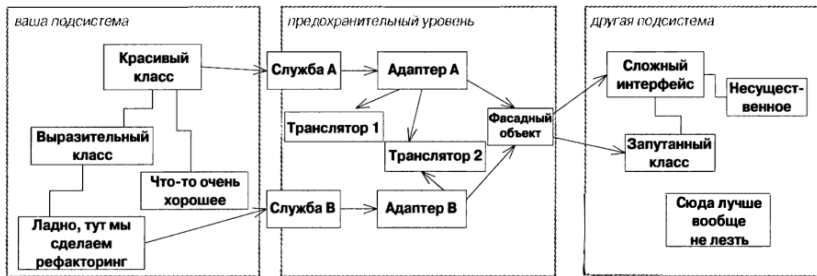 ваша подсистема
Красивый
класс
Выразительный
класс
Что-то очень
хорошее
Ладно, тут мы
сделаем
рефакторинг
предохранительный уровень
Служба А
Адаптер А
Транслятор 1
Транслятор 2
Фасадный
объект
Служба В
Адаптер В
другая подсистема
Сложный
интерфейс
Несущест-
венное
Запутанный
класс
Сюда лучше
вообще
не лезть